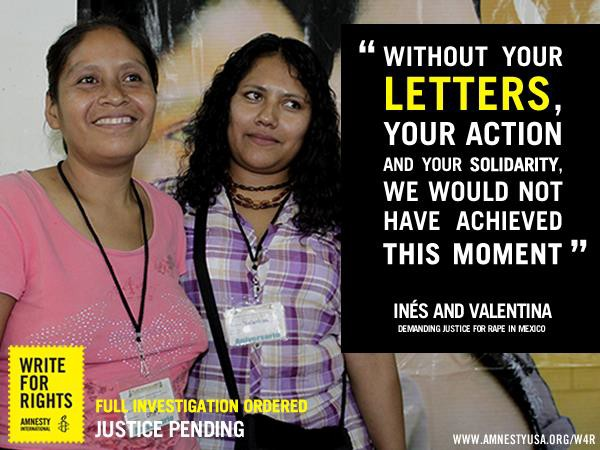 “ WITHOUT YOUR
LETTERS,
YOUR ACTION
AND YOUR SOLIDARITY,
WE WOULD NOT
HAVE ACHIEVED
THIS MOMENT ”
INÉS AND VALENTINA
DEMANDING JUSTICE FOR RAPE IN MEXICO
WRITE
FOR
RIGHTS
AMNESTY
INTERNATIONAL
FULL INVESTIGATION ORDERED
JUSTICE PENDING
WWW.AMNESTYUSA.ORG/W4R